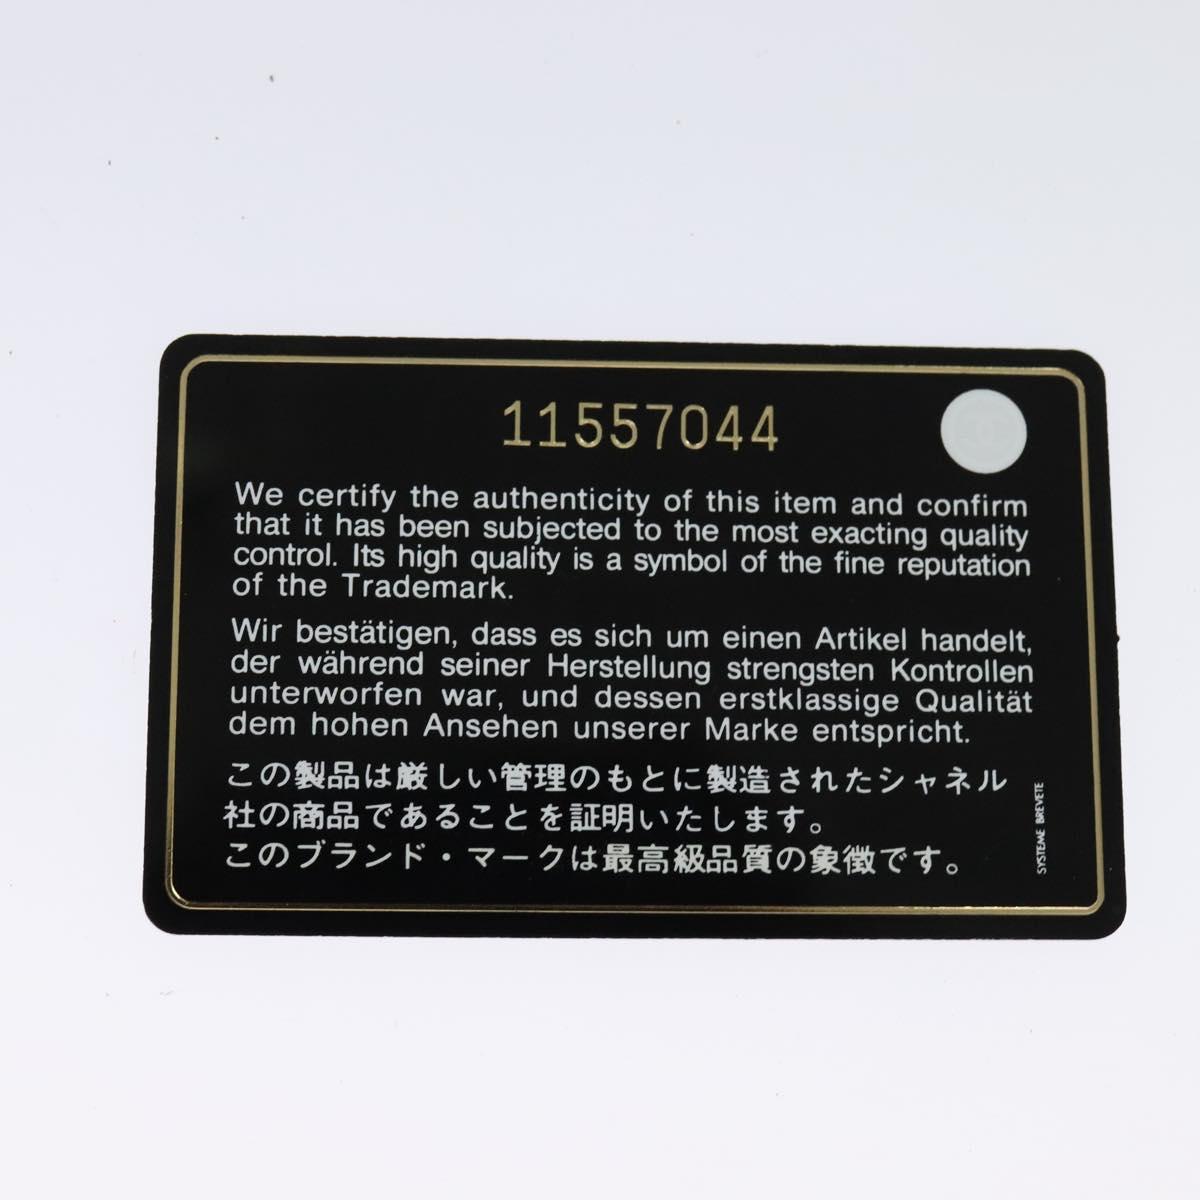 11557044
We certify the authenticity of this item and confirm
that it has been subjected to the most exacting quality
control. Its high quality is a symbol of the fine reputation
of the Trademark.
Wir bestätigen, dass es sich um einen Artikel handelt,
der während seiner Herstellung strengsten Kontrollen
unterworfen war, und dessen erstklassige Qualität
dem hohen Ansehen unserer Marke entspricht.
この製品は厳しい管理のもとに製造されたシャネル
社の商品であることを証明いたします。
このブランド・マークは最高級品質の象徴です。
SYSTEME BREVETE